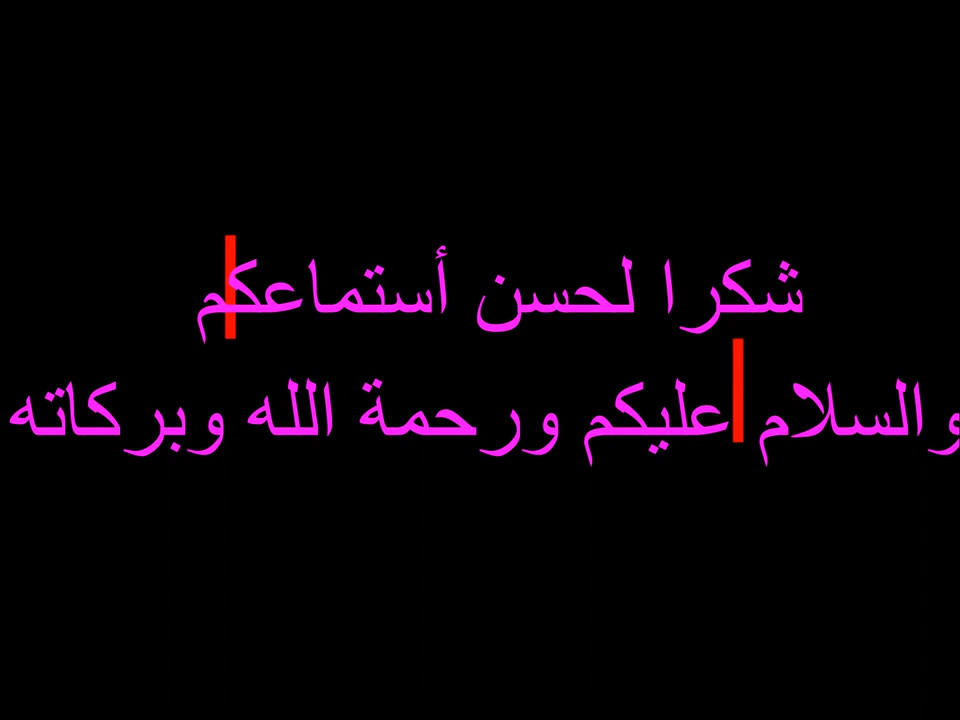 شكرا لحسن أستماعكم
والسلام عليكم ورحمة الله وبركاته